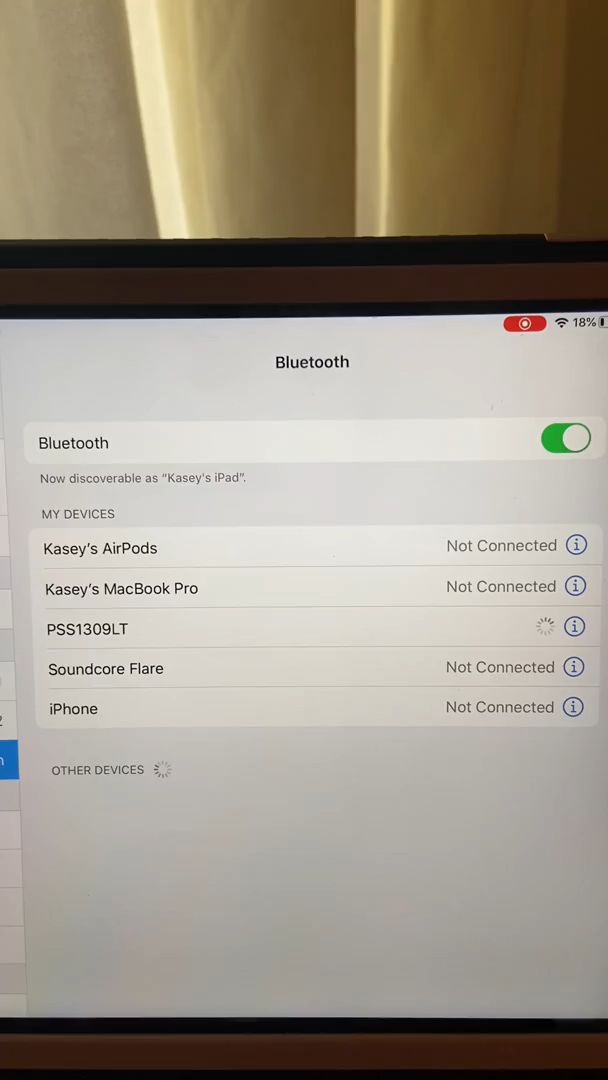 18%
Bluetooth
Bluetooth
Now discoverable as “Kasey's iPad”.
MY DEVICES
Kasey's AirPods Not Connected
Kasey's MacBook Pro Not Connected
PSS1309LT
Soundcore Flare Not Connected
iPhone Not Connected
OTHER DEVICES